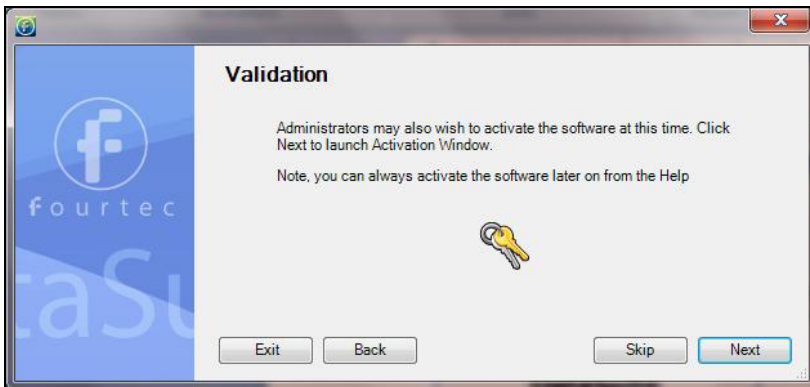 Validation
Administrators may also wish to activate the software at this time. Click
Next to launch Activation Window.
Note, you can always activate the software later on from the Help
fourtec
taSu
Exit
Back
Skip
Next